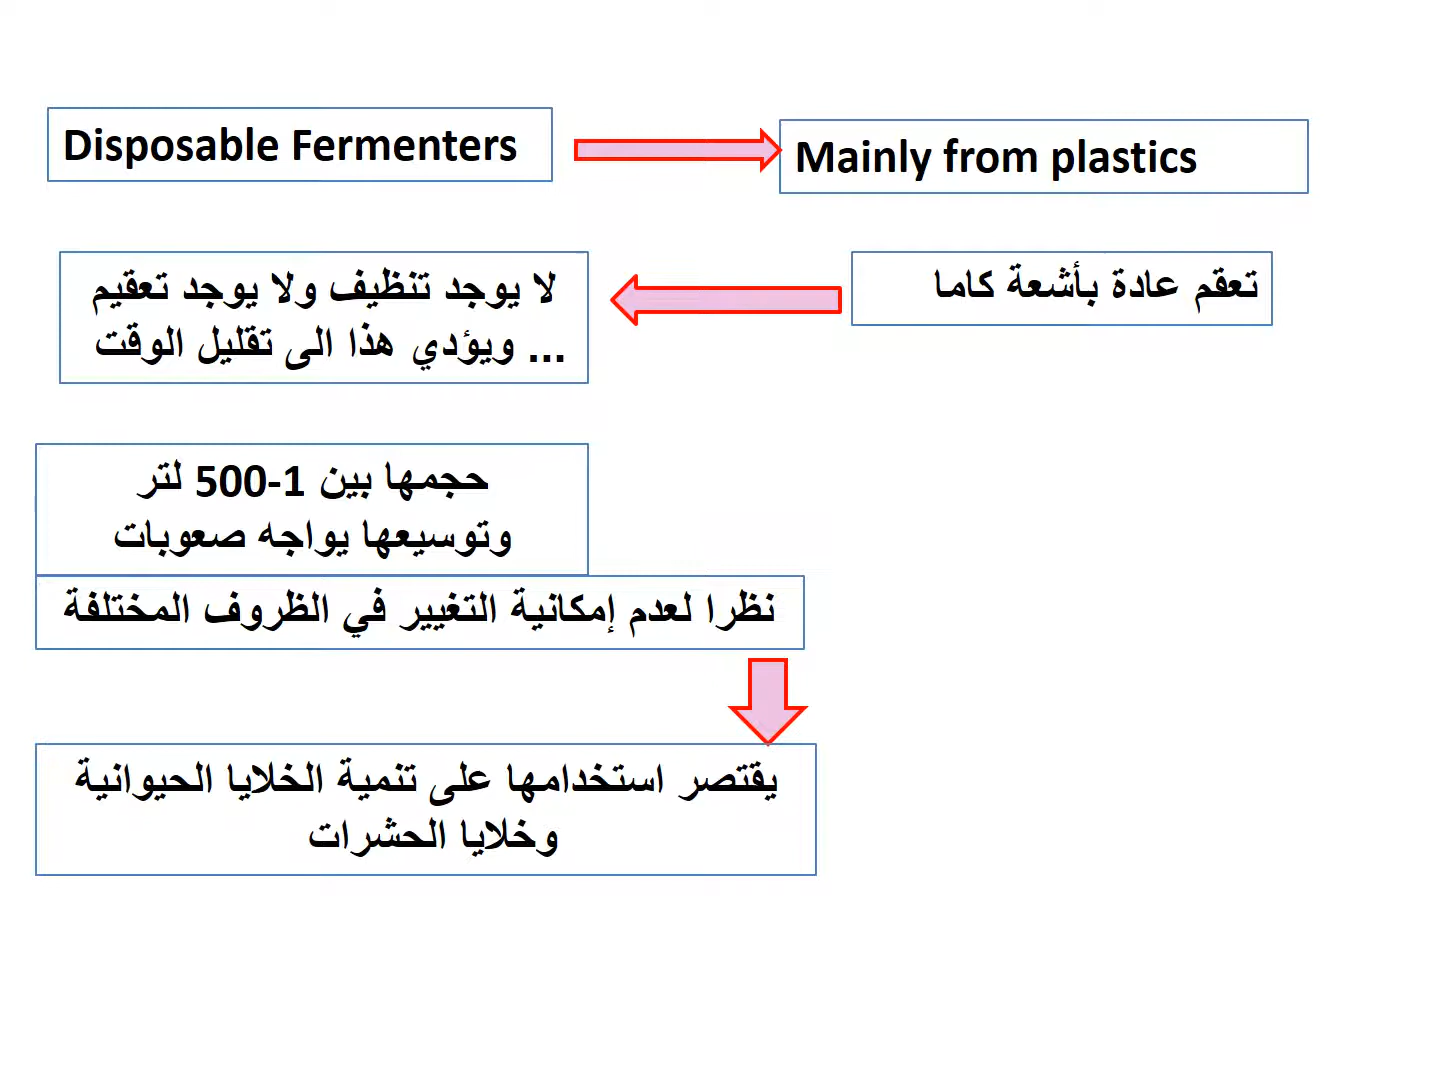 Disposable Fermenters
Mainly from plastics
تعقم عادة بأشعة كاما
لا يوجد تنظيف ولا يوجد تعقيم
... ويؤدي هذا الى تقليل الوقت
حجمها بين 1-500 لتر
وتوسيعها يواجه صعوبات
نظرا لعدم إمكانية التغيير في الظروف المختلفة
يقتصر استخدامها على تنمية الخلايا الحيوانية
وخلايا الحشرات